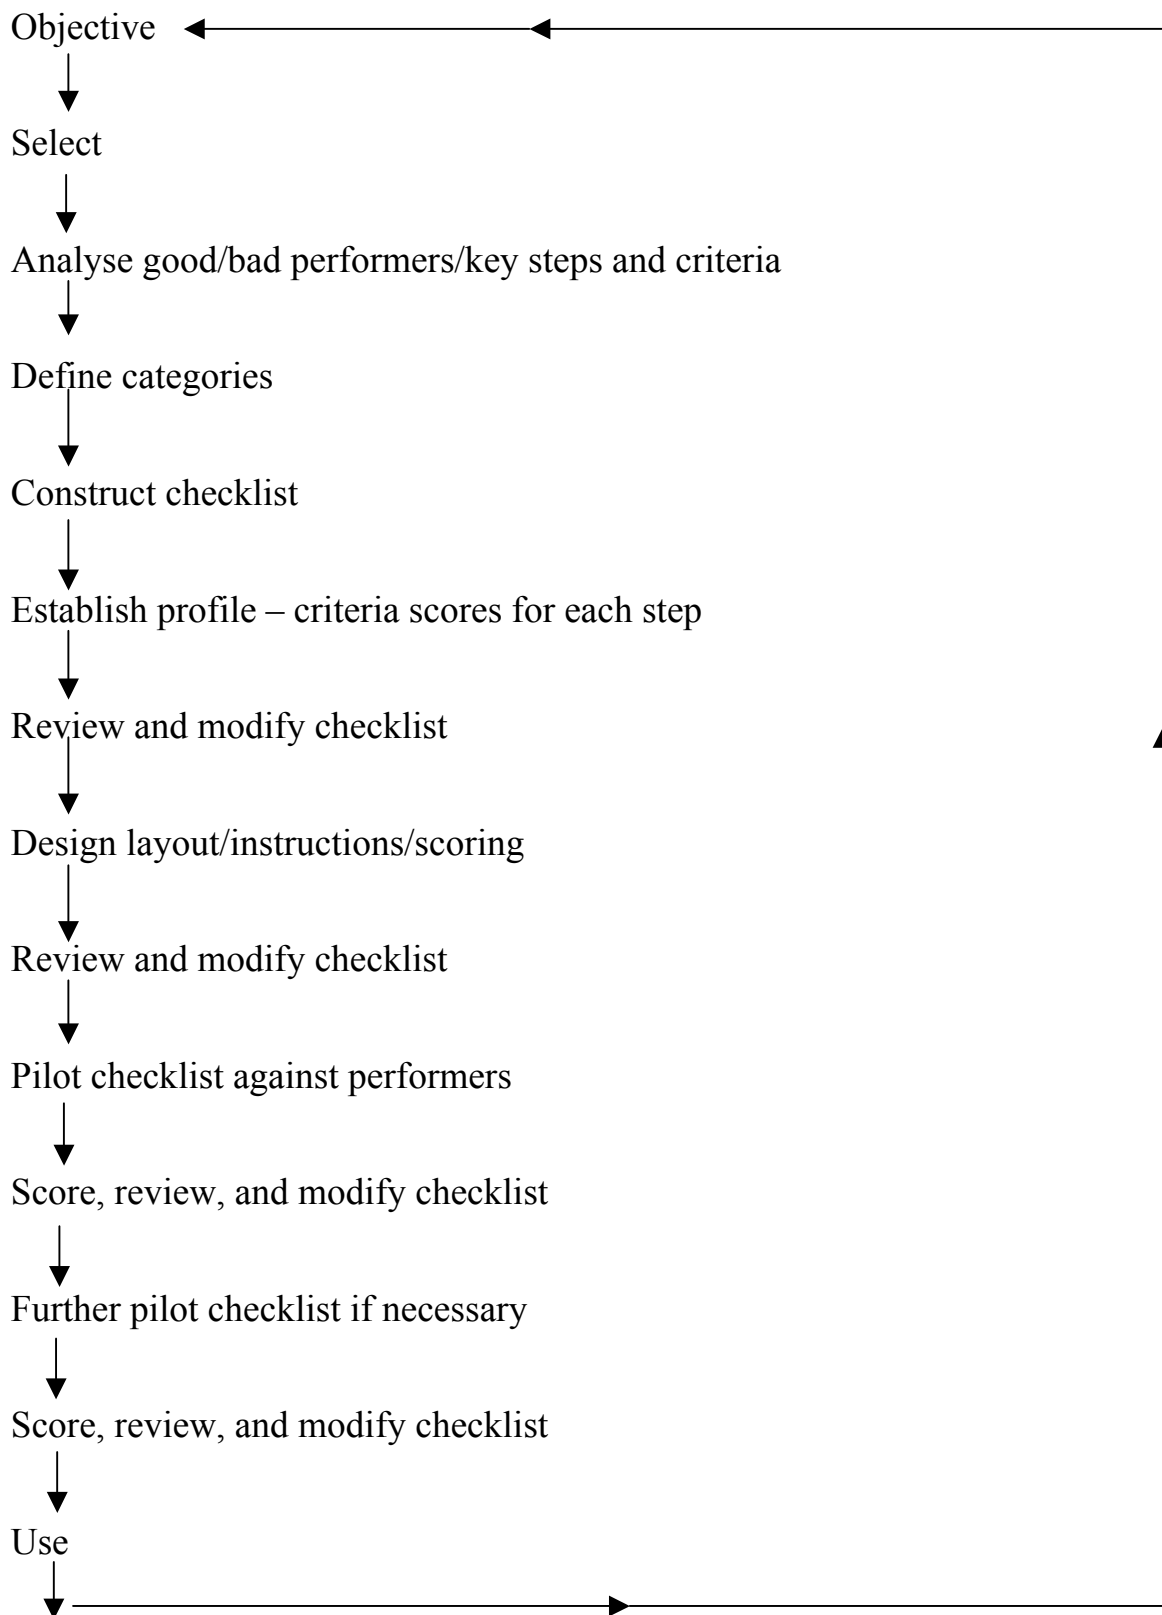 Objective
Select
Analyse good/bad performers/key steps and criteria
Define categories
Construct checklist
Establish profile – criteria scores for each step
Review and modify checklist
Design layout/instructions/scoring
Review and modify checklist
Pilot checklist against performers
Score, review, and modify checklist
Further pilot checklist if necessary
Score, review, and modify checklist
Use